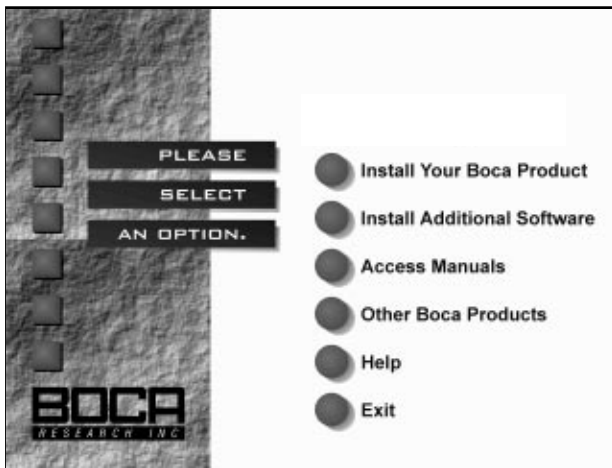 PLEASE
SELECT
AN OPTION.
Install Your Boca Product
Install Additional Software
Access Manuals
Other Boca Products
Help
Exit
BOCA
RESEARCH INC